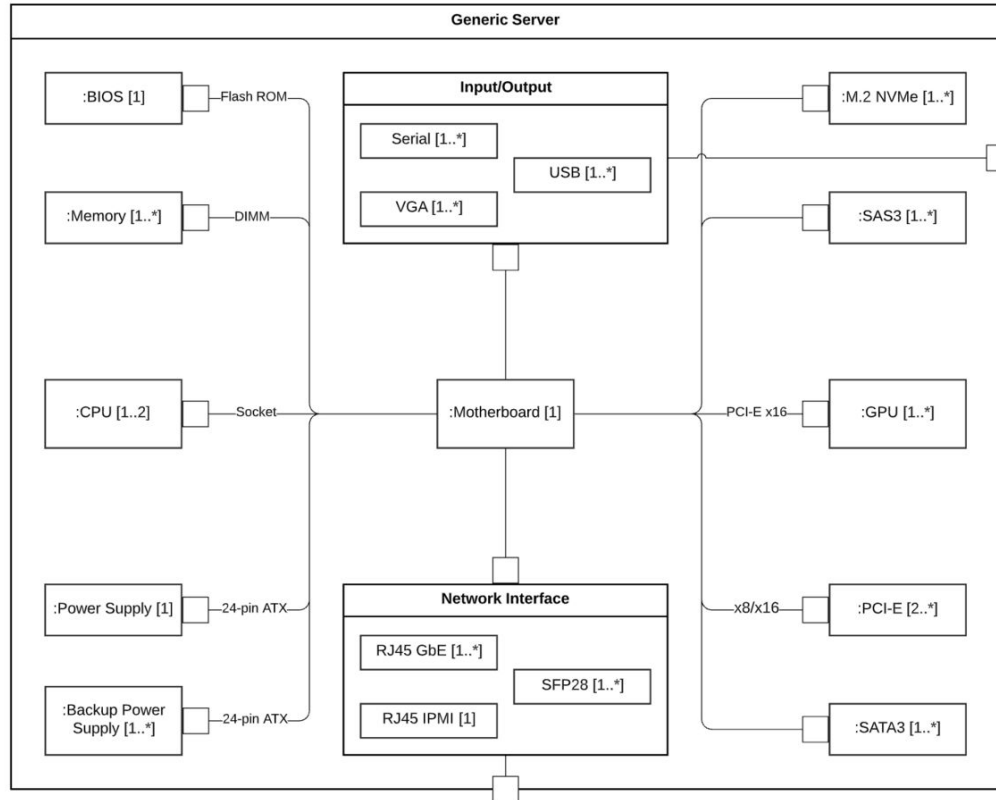 Generic Server
:BIOS [1]
Flash ROM
Input/Output
Serial [1..*]
USB [1..*]
VGA [1..*]
:M.2 NVMe [1..*]
:Memory [1..*]
DIMM
:SAS3 [1..*]
:CPU [1..2]
Socket
:Motherboard [1]
PCI-E x16
:GPU [1..*]
:Power Supply [1]
24-pin ATX
Network Interface
RJ45 GbE [1..*]
SFP28 [1..*]
RJ45 IPMI [1]
x8/x16
:PCI-E [2..*]
:Backup Power
Supply [1..*]
24-pin ATX
:SATA3 [1..*]